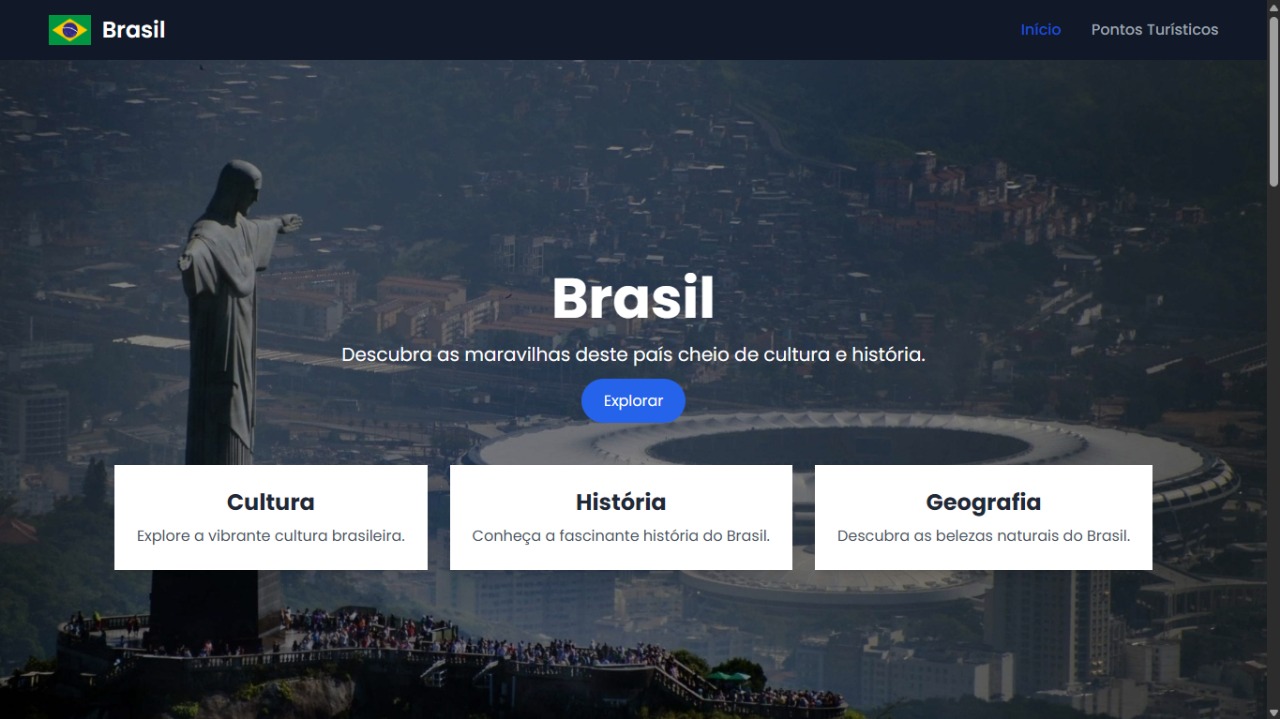 Brasil
Início
Pontos Turísticos
Brasil
Descubra as maravilhas deste país cheio de cultura e história.
Explorar
Cultura
Explore a vibrante cultura brasileira.
História
Conheça a fascinante história do Brasil.
Geografia
Descubra as belezas naturais do Brasil.